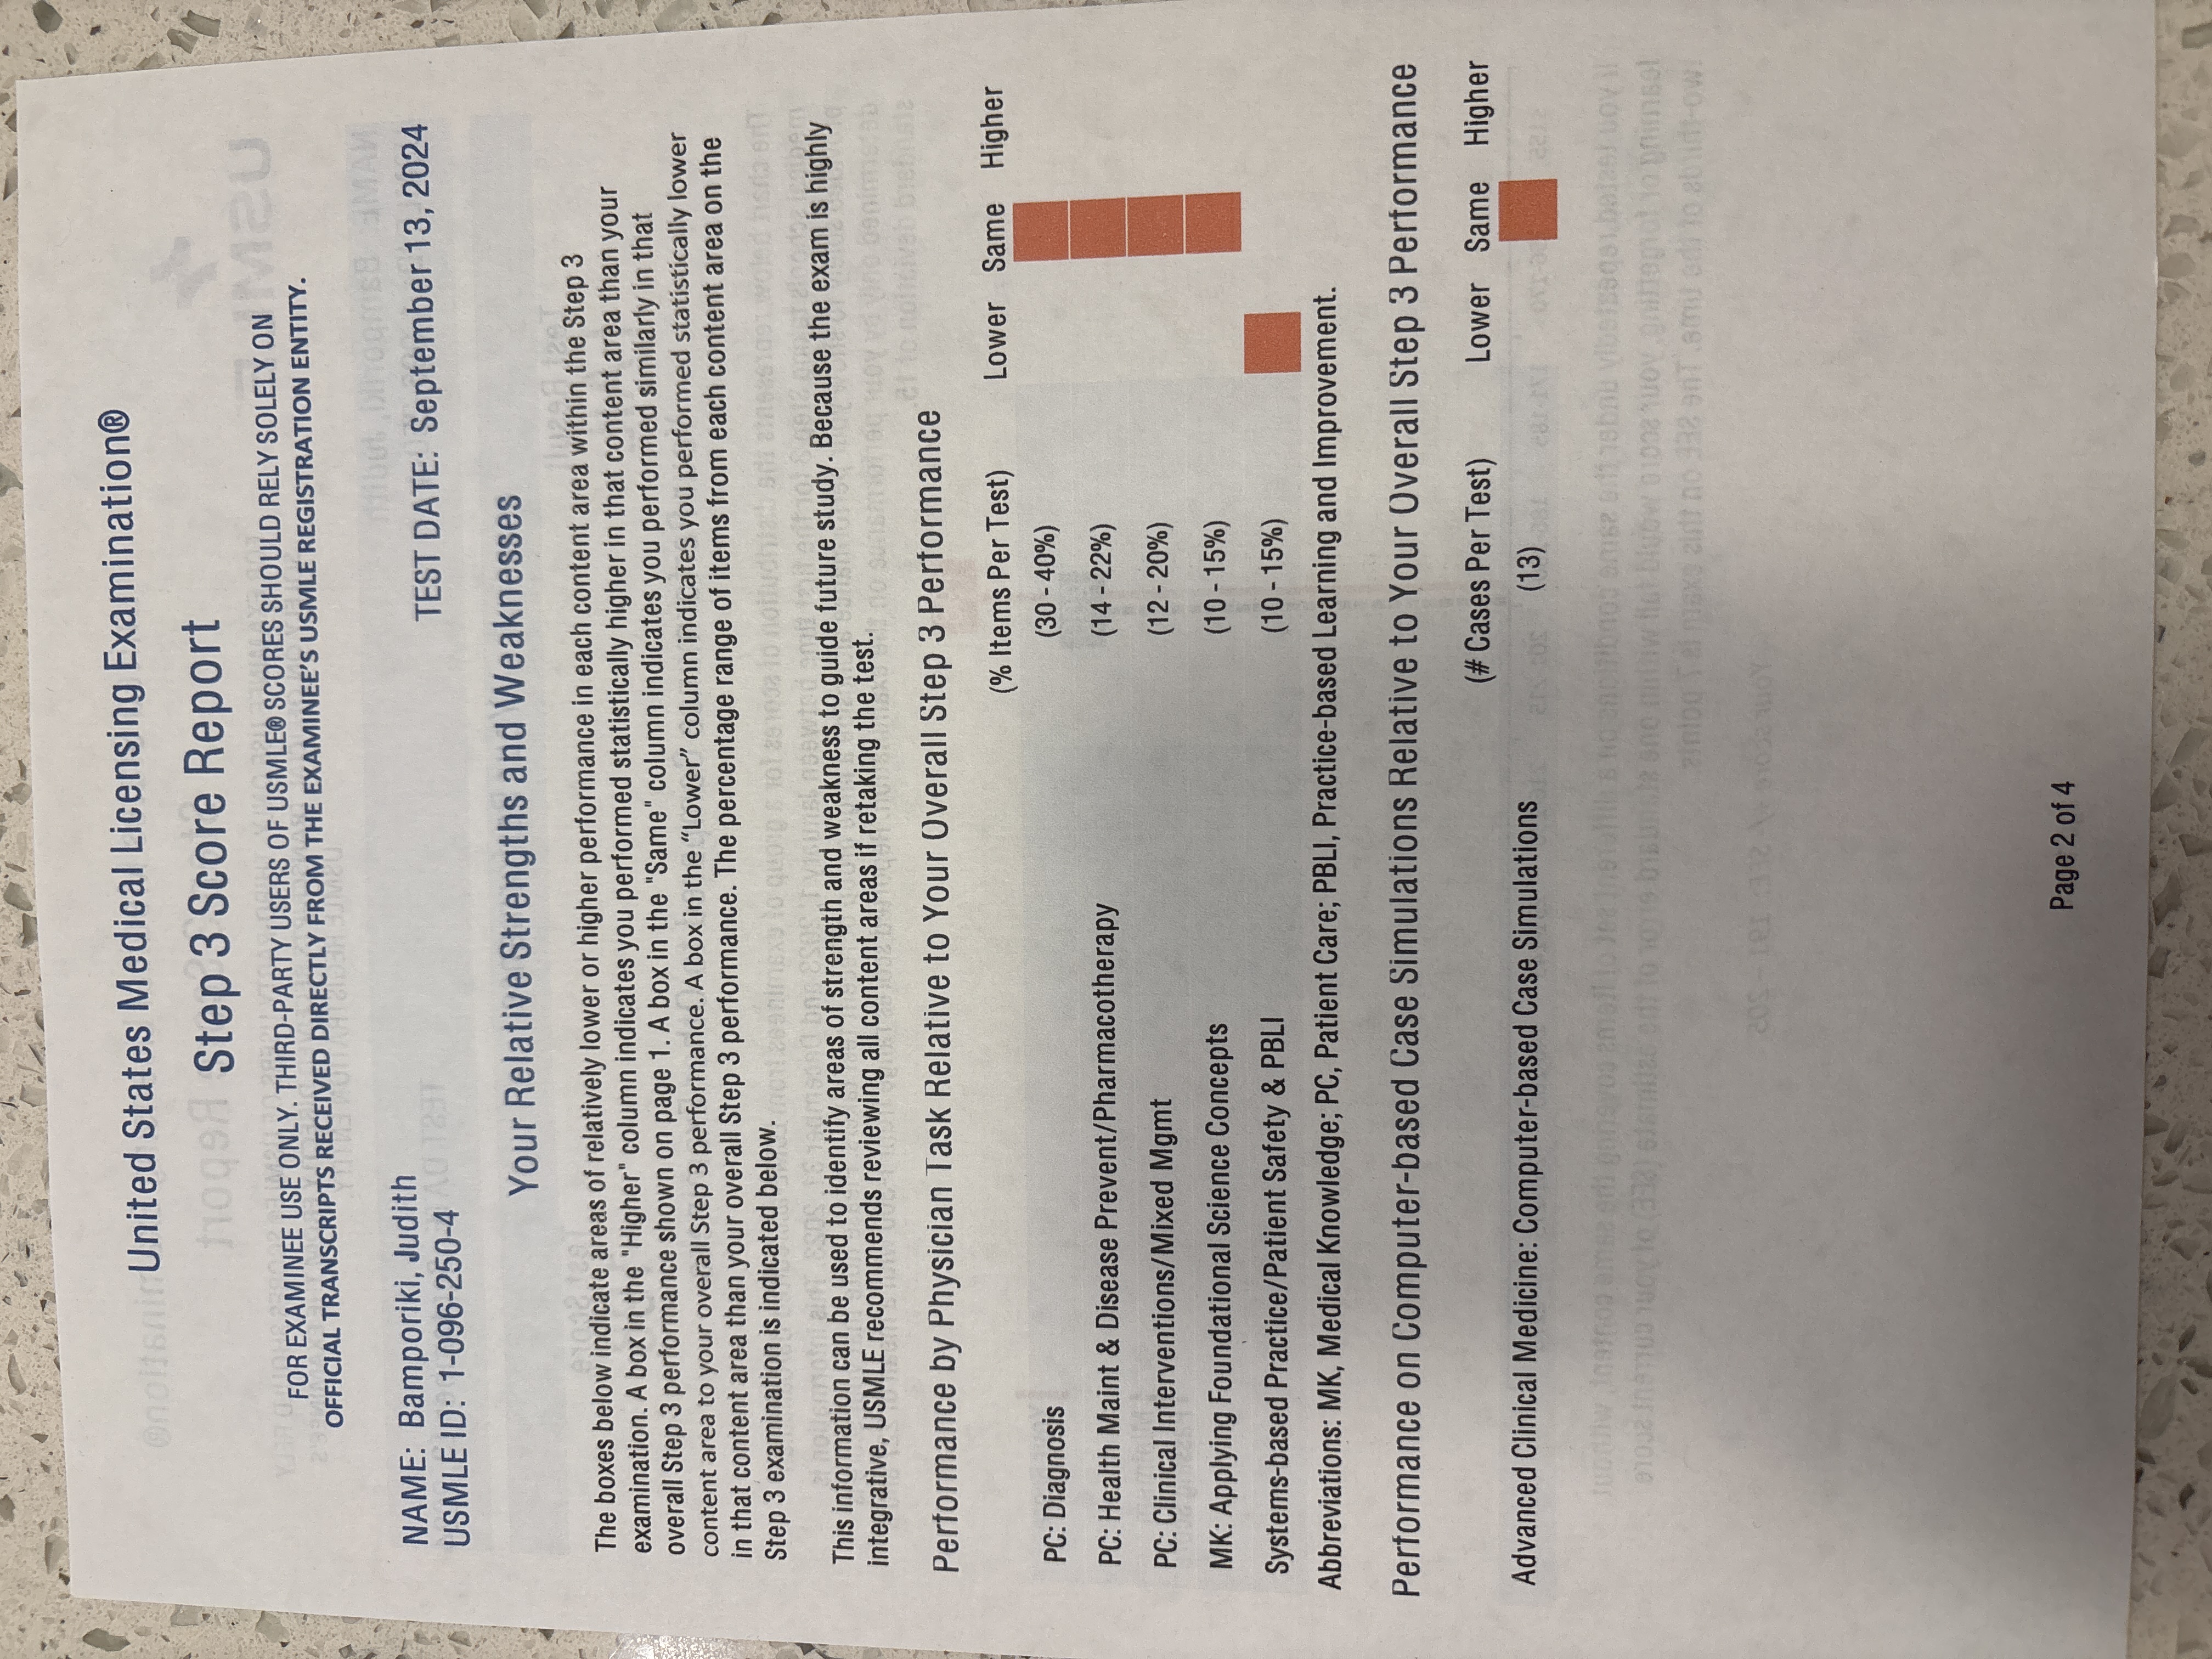 United States Medical Licensing Examination®
Step 3 Score Report
FOR EXAMINEE USE ONLY. THIRD-PARTY USERS OF USMLE® SCORES SHOULD RELY SOLELY ON
OFFICIAL TRANSCRIPTS RECEIVED DIRECTLY FROM THE EXAMINEE'S USMLE REGISTRATION ENTITY.
NAME: Bamporiki, Judith
USMLE ID: 1-096-250-4
TEST DATE: September 13, 2024
Your Relative Strengths and Weaknesses
The boxes below indicate areas of relatively lower or higher performance in each content area within the Step 3
examination. A box in the "Higher" column indicates you performed statistically higher in that content area than your
overall Step 3 performance shown on page 1. A box in the "Same" column indicates you performed similarly in that
content area to your overall Step 3 performance. A box in the “Lower” column indicates you performed statistically lower
in that content area than your overall Step 3 performance. The percentage range of items from each content area on the
Step 3 examination is indicated below.
This information can be used to identify areas of strength and weakness to guide future study. Because the exam is highly
integrative, USMLE recommends reviewing all content areas if retaking the test.
Performance by Physician Task Relative to Your Overall Step 3 Performance
(% Items Per Test) Lower Same Higher
PC: Diagnosis (30 - 40%)
PC: Health Maint & Disease Prevent/Pharmacotherapy (14 - 22%)
PC: Clinical Interventions/Mixed Mgmt (12 - 20%)
MK: Applying Foundational Science Concepts (10 - 15%)
Systems-based Practice/Patient Safety & PBLI (10 - 15%)
Abbreviations: MK, Medical Knowledge; PC, Patient Care; PBLI, Practice-based Learning and Improvement.
Performance on Computer-based Case Simulations Relative to Your Overall Step 3 Performance
(# Cases Per Test) Lower Same Higher
Advanced Clinical Medicine: Computer-based Case Simulations (13)
Page 2 of 4